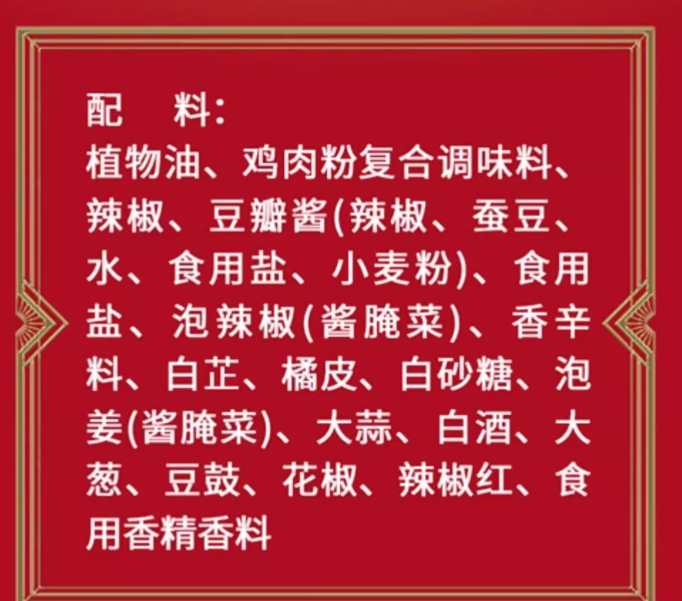 配 料：
植物油、鸡肉粉复合调味料、
辣椒、豆瓣酱(辣椒、蚕豆、
水、食用盐、小麦粉)、食用
盐、泡辣椒(酱腌菜)、香辛
料、白芷、橘皮、白砂糖、泡
姜(酱腌菜)、大蒜、白酒、大
葱、豆鼓、花椒、辣椒红、食
用香精香料